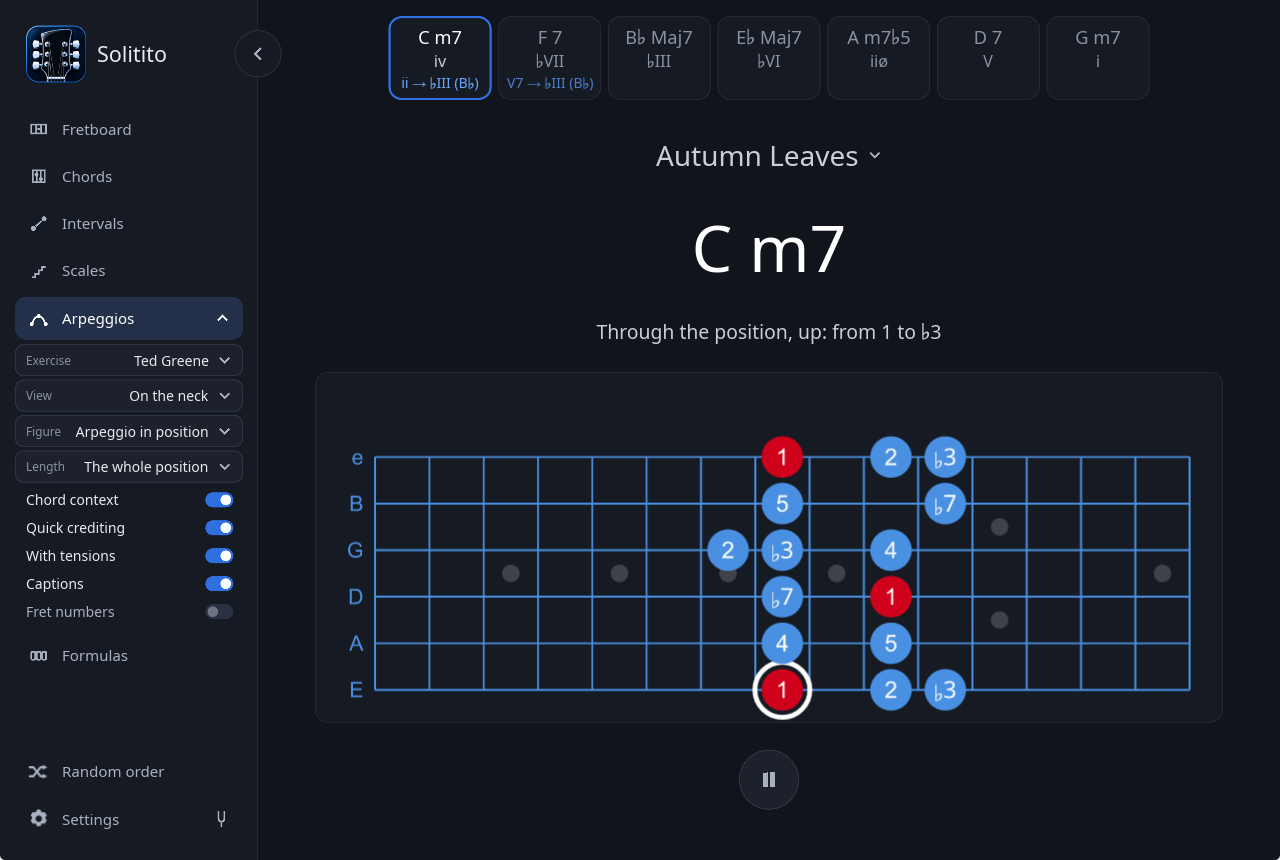 Solitito
Fretboard
Chords
Intervals
Scales
Arpeggios
Exercise Ted Greene
View On the neck
Figure Arpeggio in position
Length The whole position
Chord context
Quick crediting
With tensions
Captions
Fret numbers
Formulas
Random order
Settings
C m7
iv
ii → ♭III (B♭)
F 7
♭VII
V7 → ♭III (B♭)
B♭ Maj7
♭III
E♭ Maj7
♭VI
A m7♭5
iiø
D 7
V
G m7
i
Autumn Leaves
C m7
Through the position, up: from 1 to ♭3
e 1 2 ♭3
B 5 ♭7
G 2 ♭3 4
D ♭7 1
A 4 5
E 1 2 ♭3